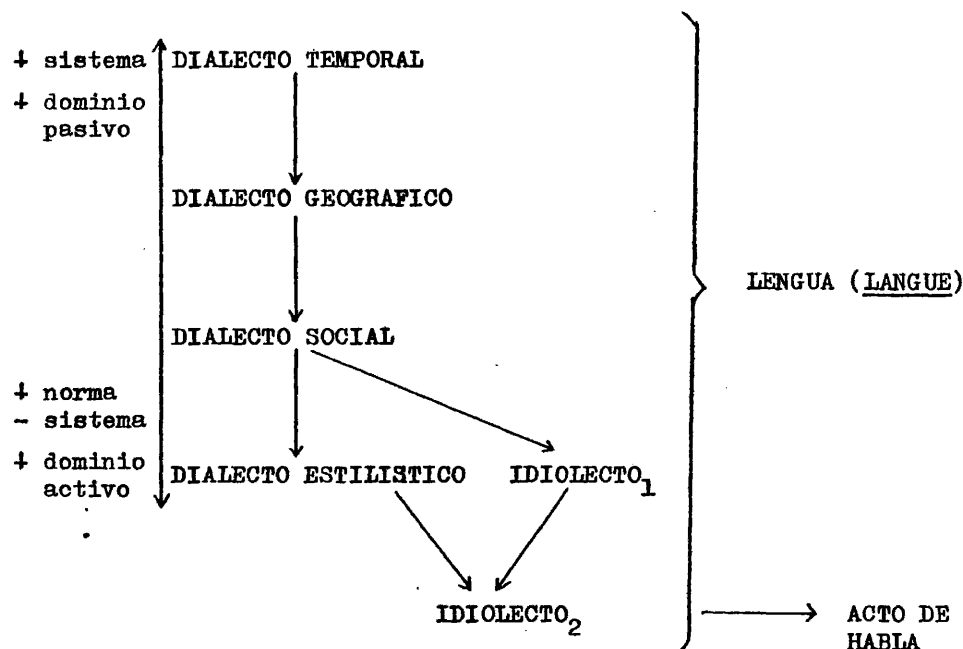 + sistema DIALECTO TEMPORAL
+ dominio
pasivo
DIALECTO GEOGRAFICO
LENGUA (LANGUE)
DIALECTO SOCIAL
+ norma
- sistema
+ dominio
activo
DIALECTO ESTILISTICO IDIOLECTO1
IDIOLECTO2
ACTO DE
HABLA